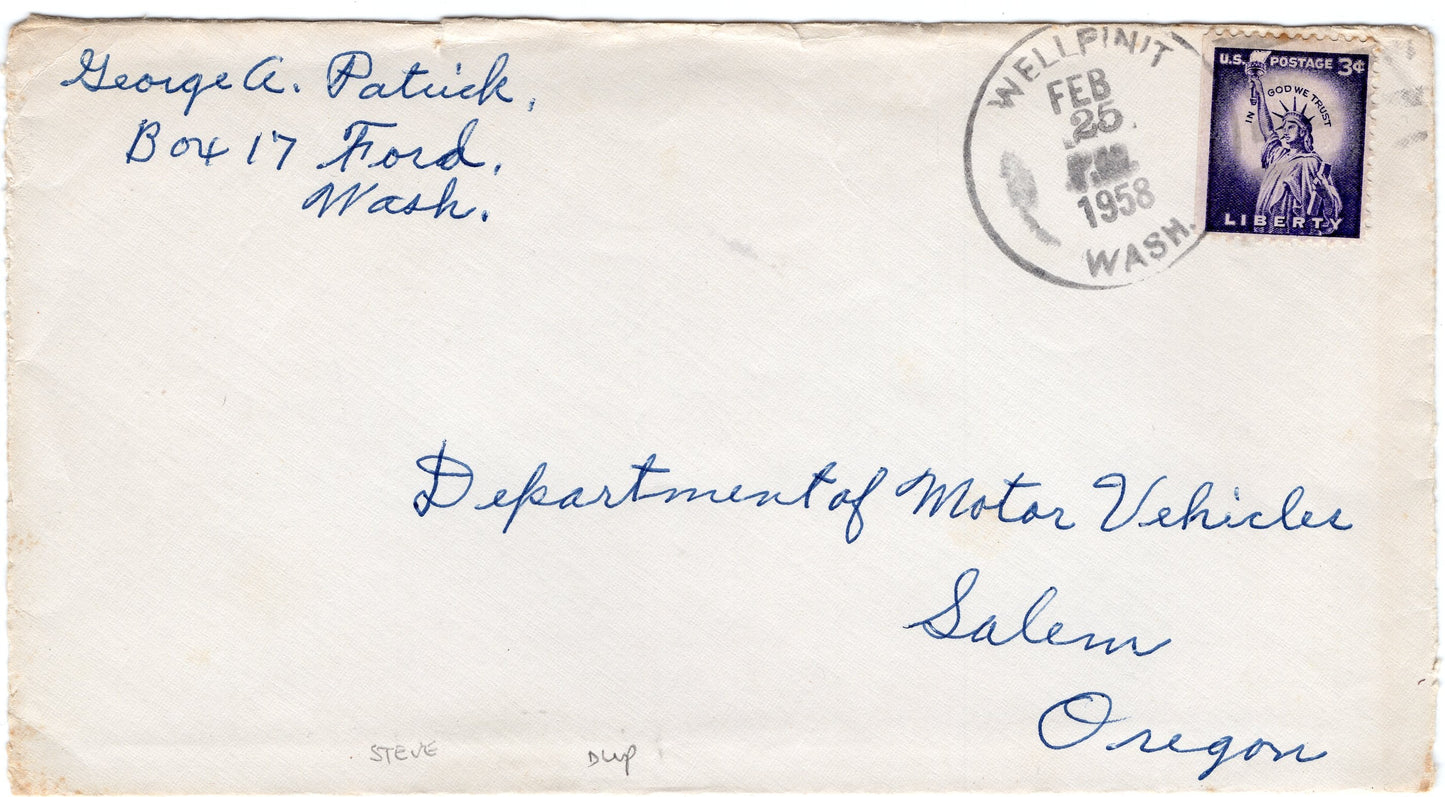 George A. Patrick,
Box 17 Ford,
Wash.
WELLPINIT
FEB
25
P.M.
1958
WASH.
U.S. POSTAGE 3¢
IN GOD WE TRUST
LIBERTY
Department of Motor Vehicles
Salem
Oregon
STEVE